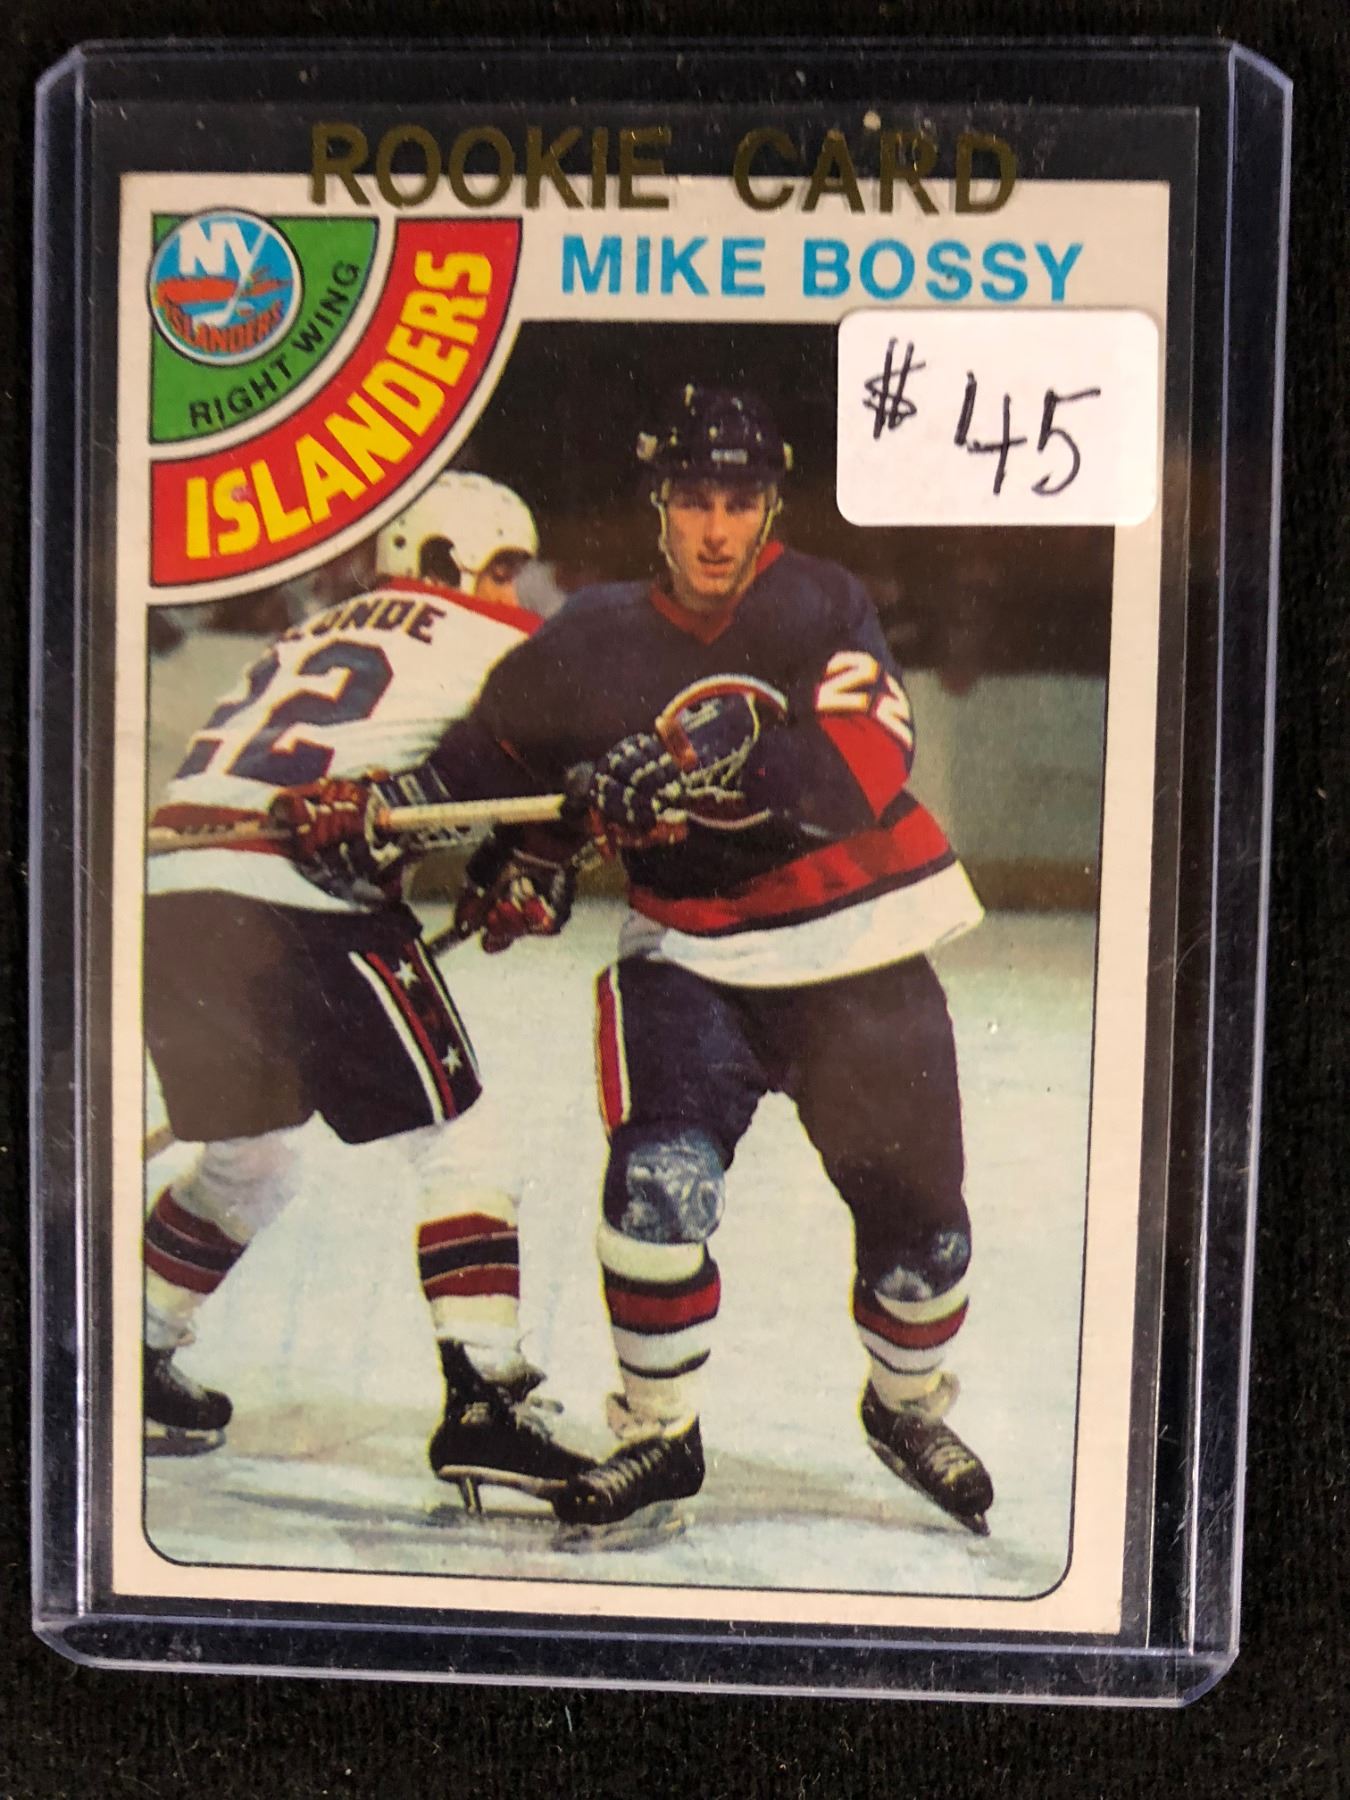 ROOKIE CARD
MIKE BOSSY
NY
ISLANDERS
RIGHT WING
ISLANDERS
$ 45
22
22